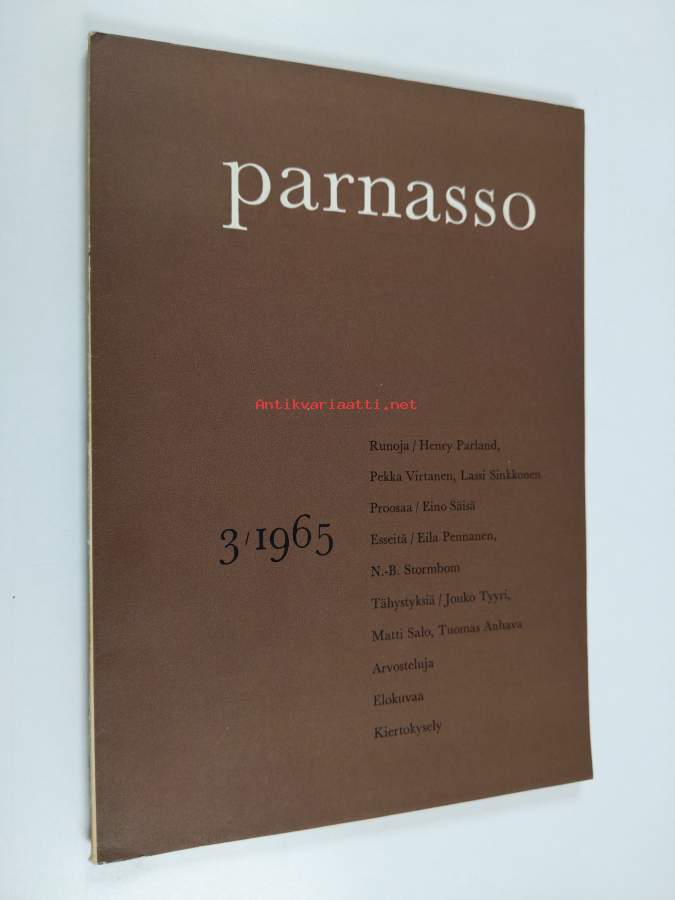 parnasso
Antikvariaatti.net
Runoja / Henry Parland,
Pekka Virtanen, Lassi Sinkkonen
Proosaa / Eino Säisä
3/1965
Esseitä / Eila Pennanen,
N.-B. Stormbom
Tähystyksiä / Jouko Tyyri,
Matti Salo, Tuomas Anhava
Arvosteluja
Elokuvaa
Kiertokysely